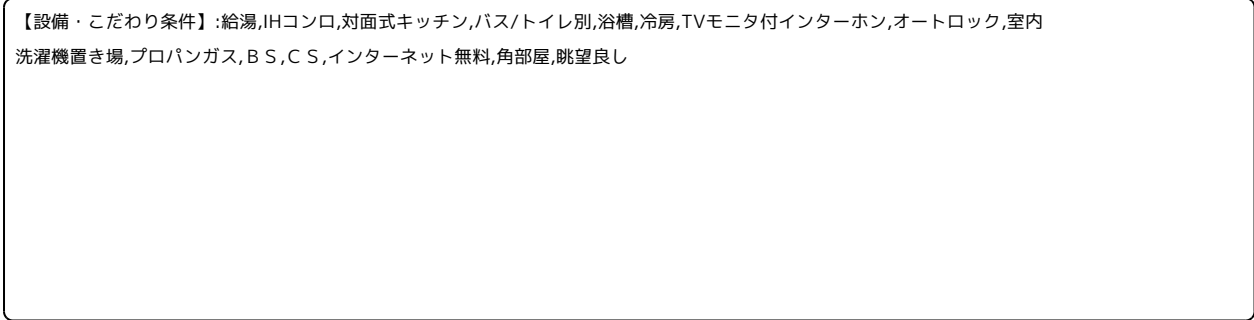 【設備・こだわり条件】:給湯,IHコンロ,対面式キッチン,バス/トイレ別,浴槽,冷房,TVモニタ付インターホン,オートロック,室内
洗濯機置き場,プロパンガス,ＢＳ,ＣＳ,インターネット無料,角部屋,眺望良し